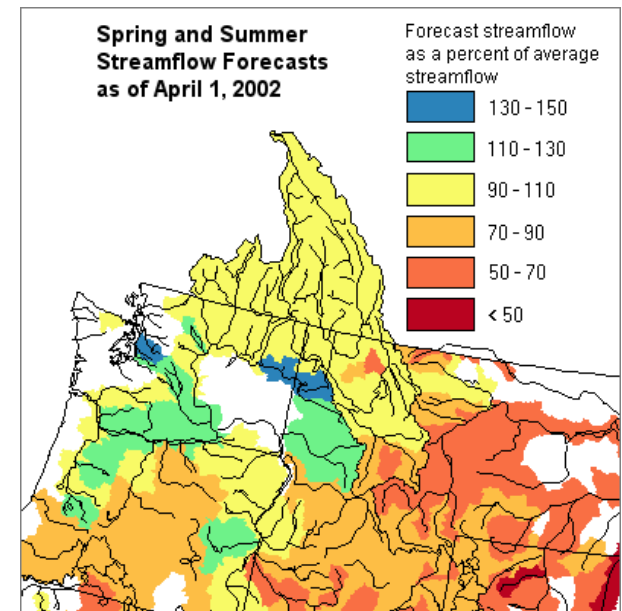 Spring and Summer
Streamflow Forecasts
as of April 1, 2002
Forecast streamflow
as a percent of average
streamflow
130 - 150
110 - 130
90 - 110
70 - 90
50 - 70
< 50